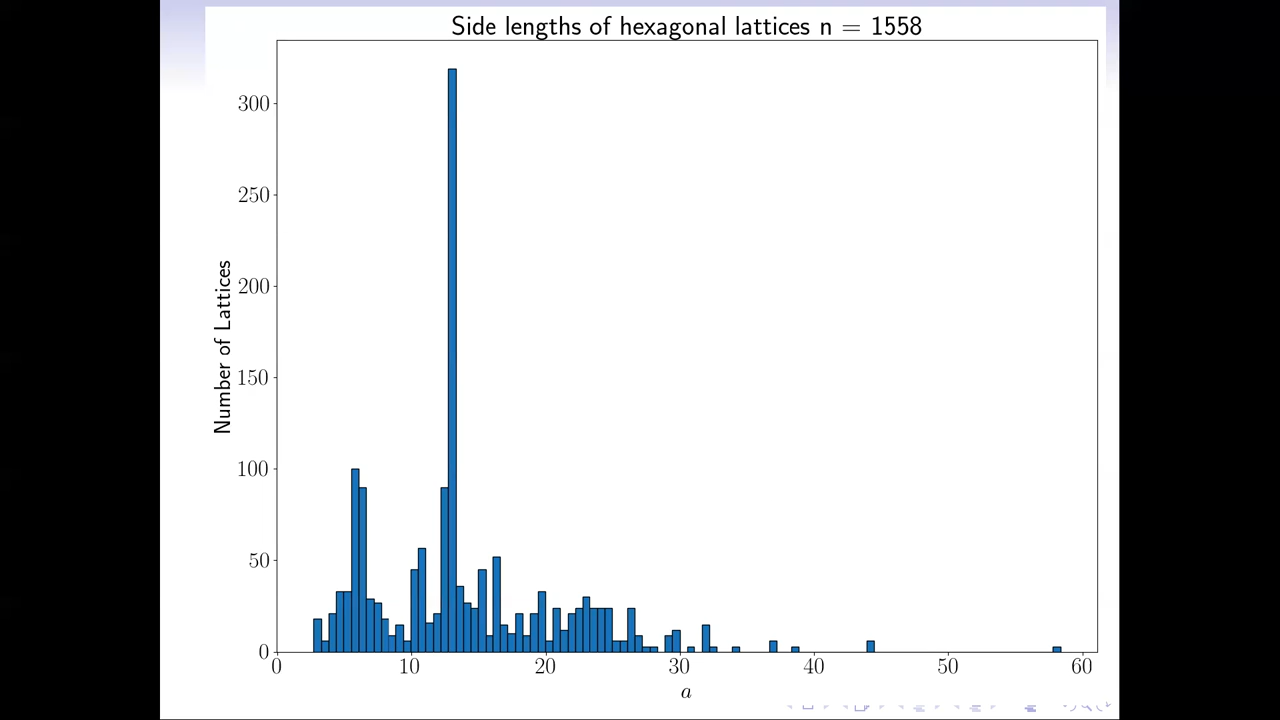 Side lengths of hexagonal lattices n = 1558
Number of Lattices
300
250
200
150
100
50
0
0 10 20 30 40 50 60
a